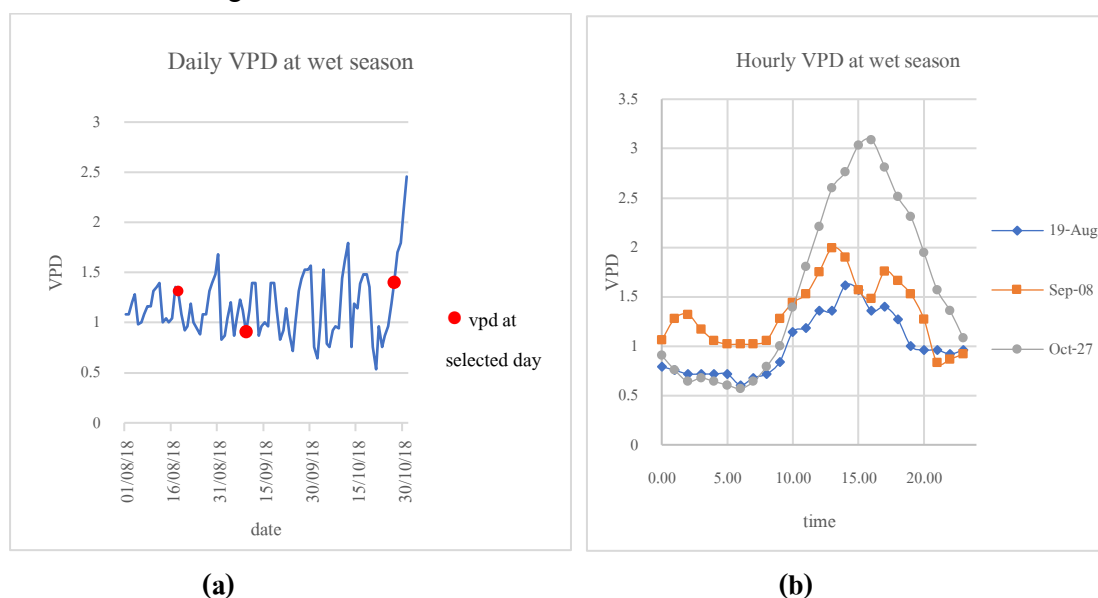 Daily VPD at wet season
3
2.5
2
1.5
1
0.5
0
VPD
01/08/18
16/08/18
31/08/18
15/09/18
30/09/18
15/10/18
30/10/18
date
vpd at
selected day
(a)
Hourly VPD at wet season
3.5
3
2.5
2
1.5
1
0.5
0
VPD
0.00
5.00
10.00
15.00
20.00
time
19-Aug
Sep-08
Oct-27
(b)